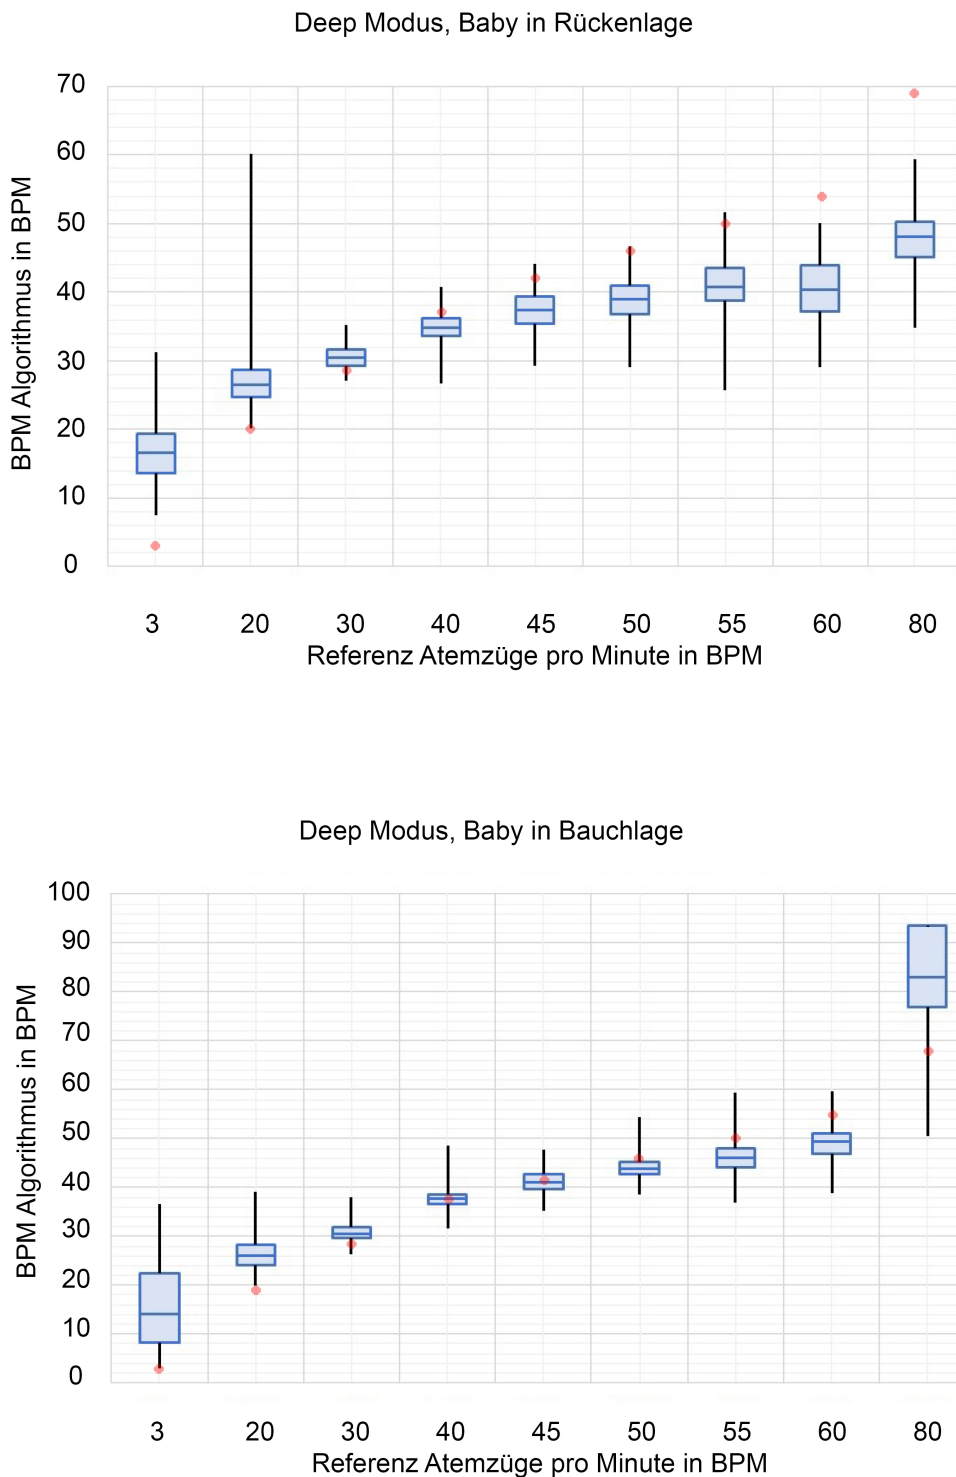 Deep Modus, Baby in Rückenlage
70
60
50
40
30
20
10
0
BPM Algorithmus in BPM
3 20 30 40 45 50 55 60 80
Referenz Atemzüge pro Minute in BPM
Deep Modus, Baby in Bauchlage
100
90
80
70
60
50
40
30
20
10
0
BPM Algorithmus in BPM
3 20 30 40 45 50 55 60 80
Referenz Atemzüge pro Minute in BPM